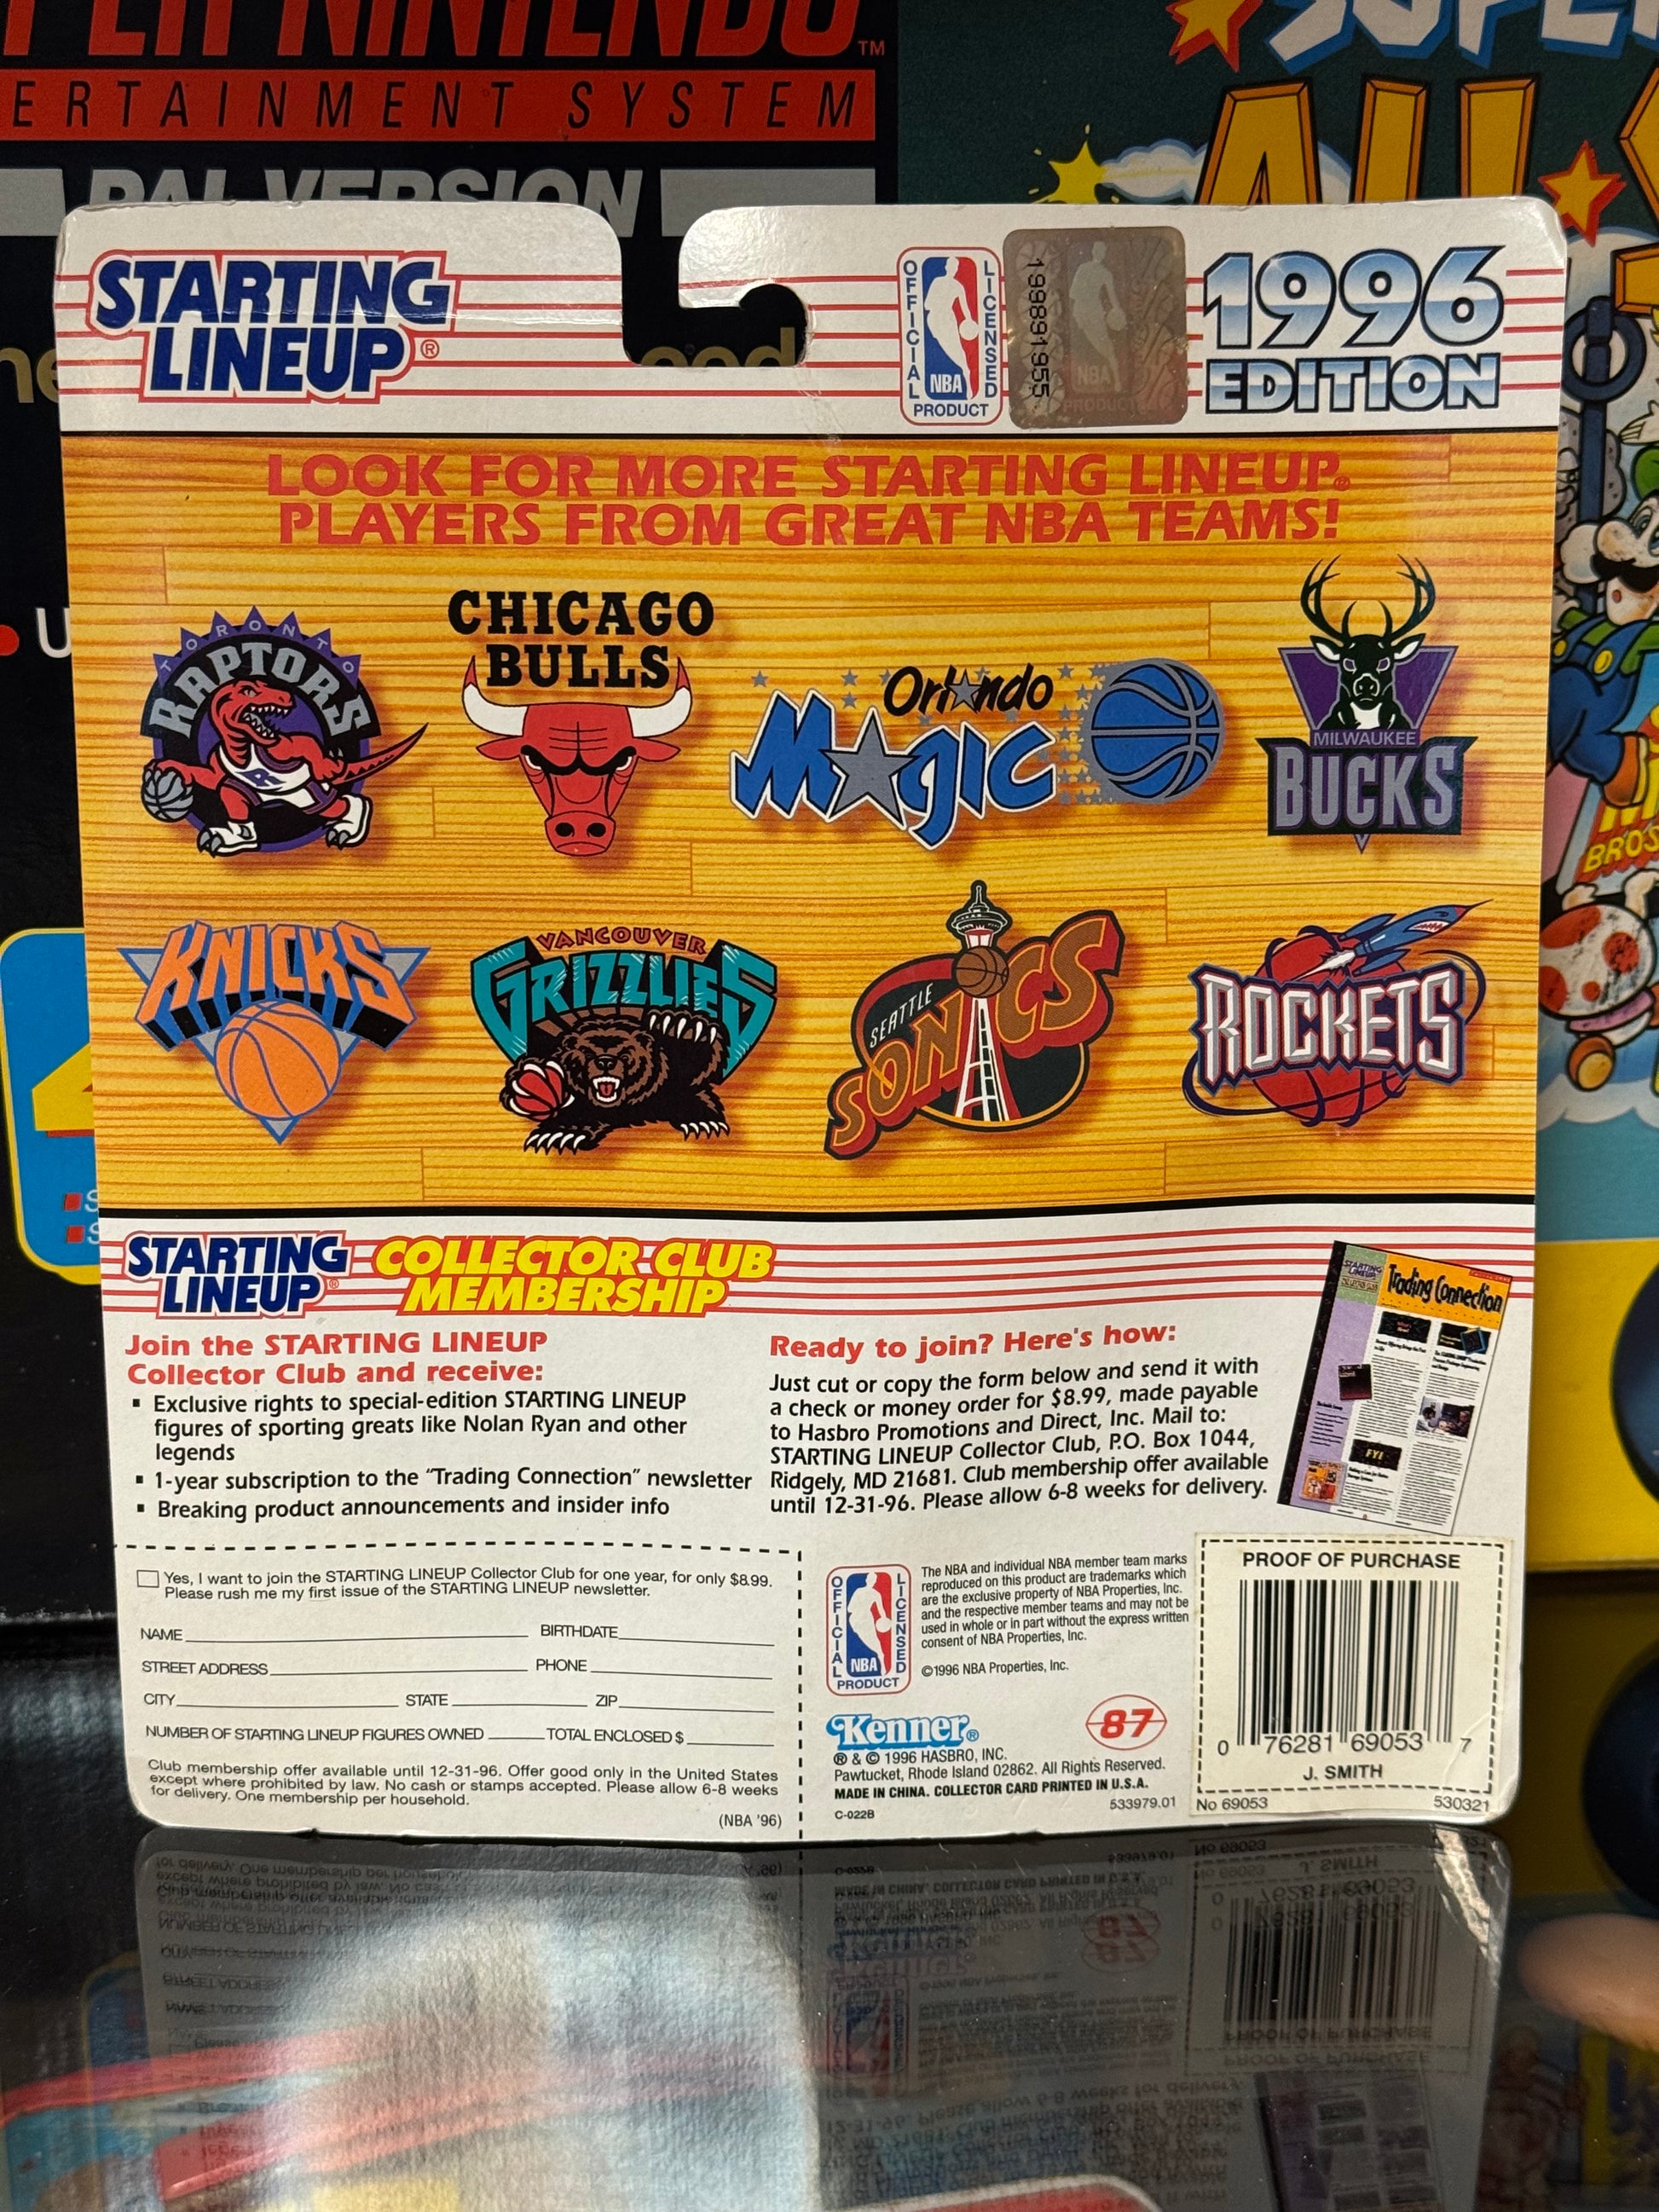 SUPER
NINTENDO™
ERTAINMENT SYSTEM
PAL VERSION
ALL
BROS
U
STARTING
LINEUP®
OFFICIAL
LICENSED
NBA
PRODUCT
199891955
NBA
PRODUCT
1996
EDITION
LOOK FOR MORE STARTING LINEUP®
PLAYERS FROM GREAT NBA TEAMS!
TORONTO
RAPTORS
CHICAGO
BULLS
Orlando
Magic
MILWAUKEE
BUCKS
KNICKS
VANCOUVER
GRIZZLIES
SEATTLE
SONICS
ROCKETS
STARTING
LINEUP®
COLLECTOR CLUB
MEMBERSHIP
Join the STARTING LINEUP
Collector Club and receive:
▪ Exclusive rights to special-edition STARTING LINEUP
figures of sporting greats like Nolan Ryan and other
legends
▪ 1-year subscription to the “Trading Connection” newsletter
▪ Breaking product announcements and insider info
Ready to join? Here's how:
Just cut or copy the form below and send it with
a check or money order for $8.99, made payable
to Hasbro Promotions and Direct, Inc. Mail to:
STARTING LINEUP Collector Club, P.O. Box 1044,
Ridgely, MD 21681. Club membership offer available
until 12-31-96. Please allow 6-8 weeks for delivery.
STARTING
LINEUP
Trading Connection
FYI
Yes, I want to join the STARTING LINEUP Collector Club for one year, for only $8.99.
Please rush me my first issue of the STARTING LINEUP newsletter.
NAME BIRTHDATE
STREET ADDRESS PHONE
CITY STATE ZIP
NUMBER OF STARTING LINEUP FIGURES OWNED TOTAL ENCLOSED $
Club membership offer available until 12-31-96. Offer good only in the United States
except where prohibited by law. No cash or stamps accepted. Please allow 6-8 weeks
for delivery. One membership per household.
(NBA '96)
OFFICIAL
LICENSED
NBA
PRODUCT
The NBA and individual NBA member team marks
reproduced on this product are trademarks which
are the exclusive property of NBA Properties, Inc.
and the respective member teams and may not be
used in whole or in part without the express written
consent of NBA Properties, Inc.
©1996 NBA Properties, Inc.
Kenner®
87
® & © 1996 HASBRO, INC.
Pawtucket, Rhode Island 02862. All Rights Reserved.
MADE IN CHINA. COLLECTOR CARD PRINTED IN U.S.A.
C-022B
533979.01
PROOF OF PURCHASE
0 76281 69053 7
J. SMITH
No 69053
530321